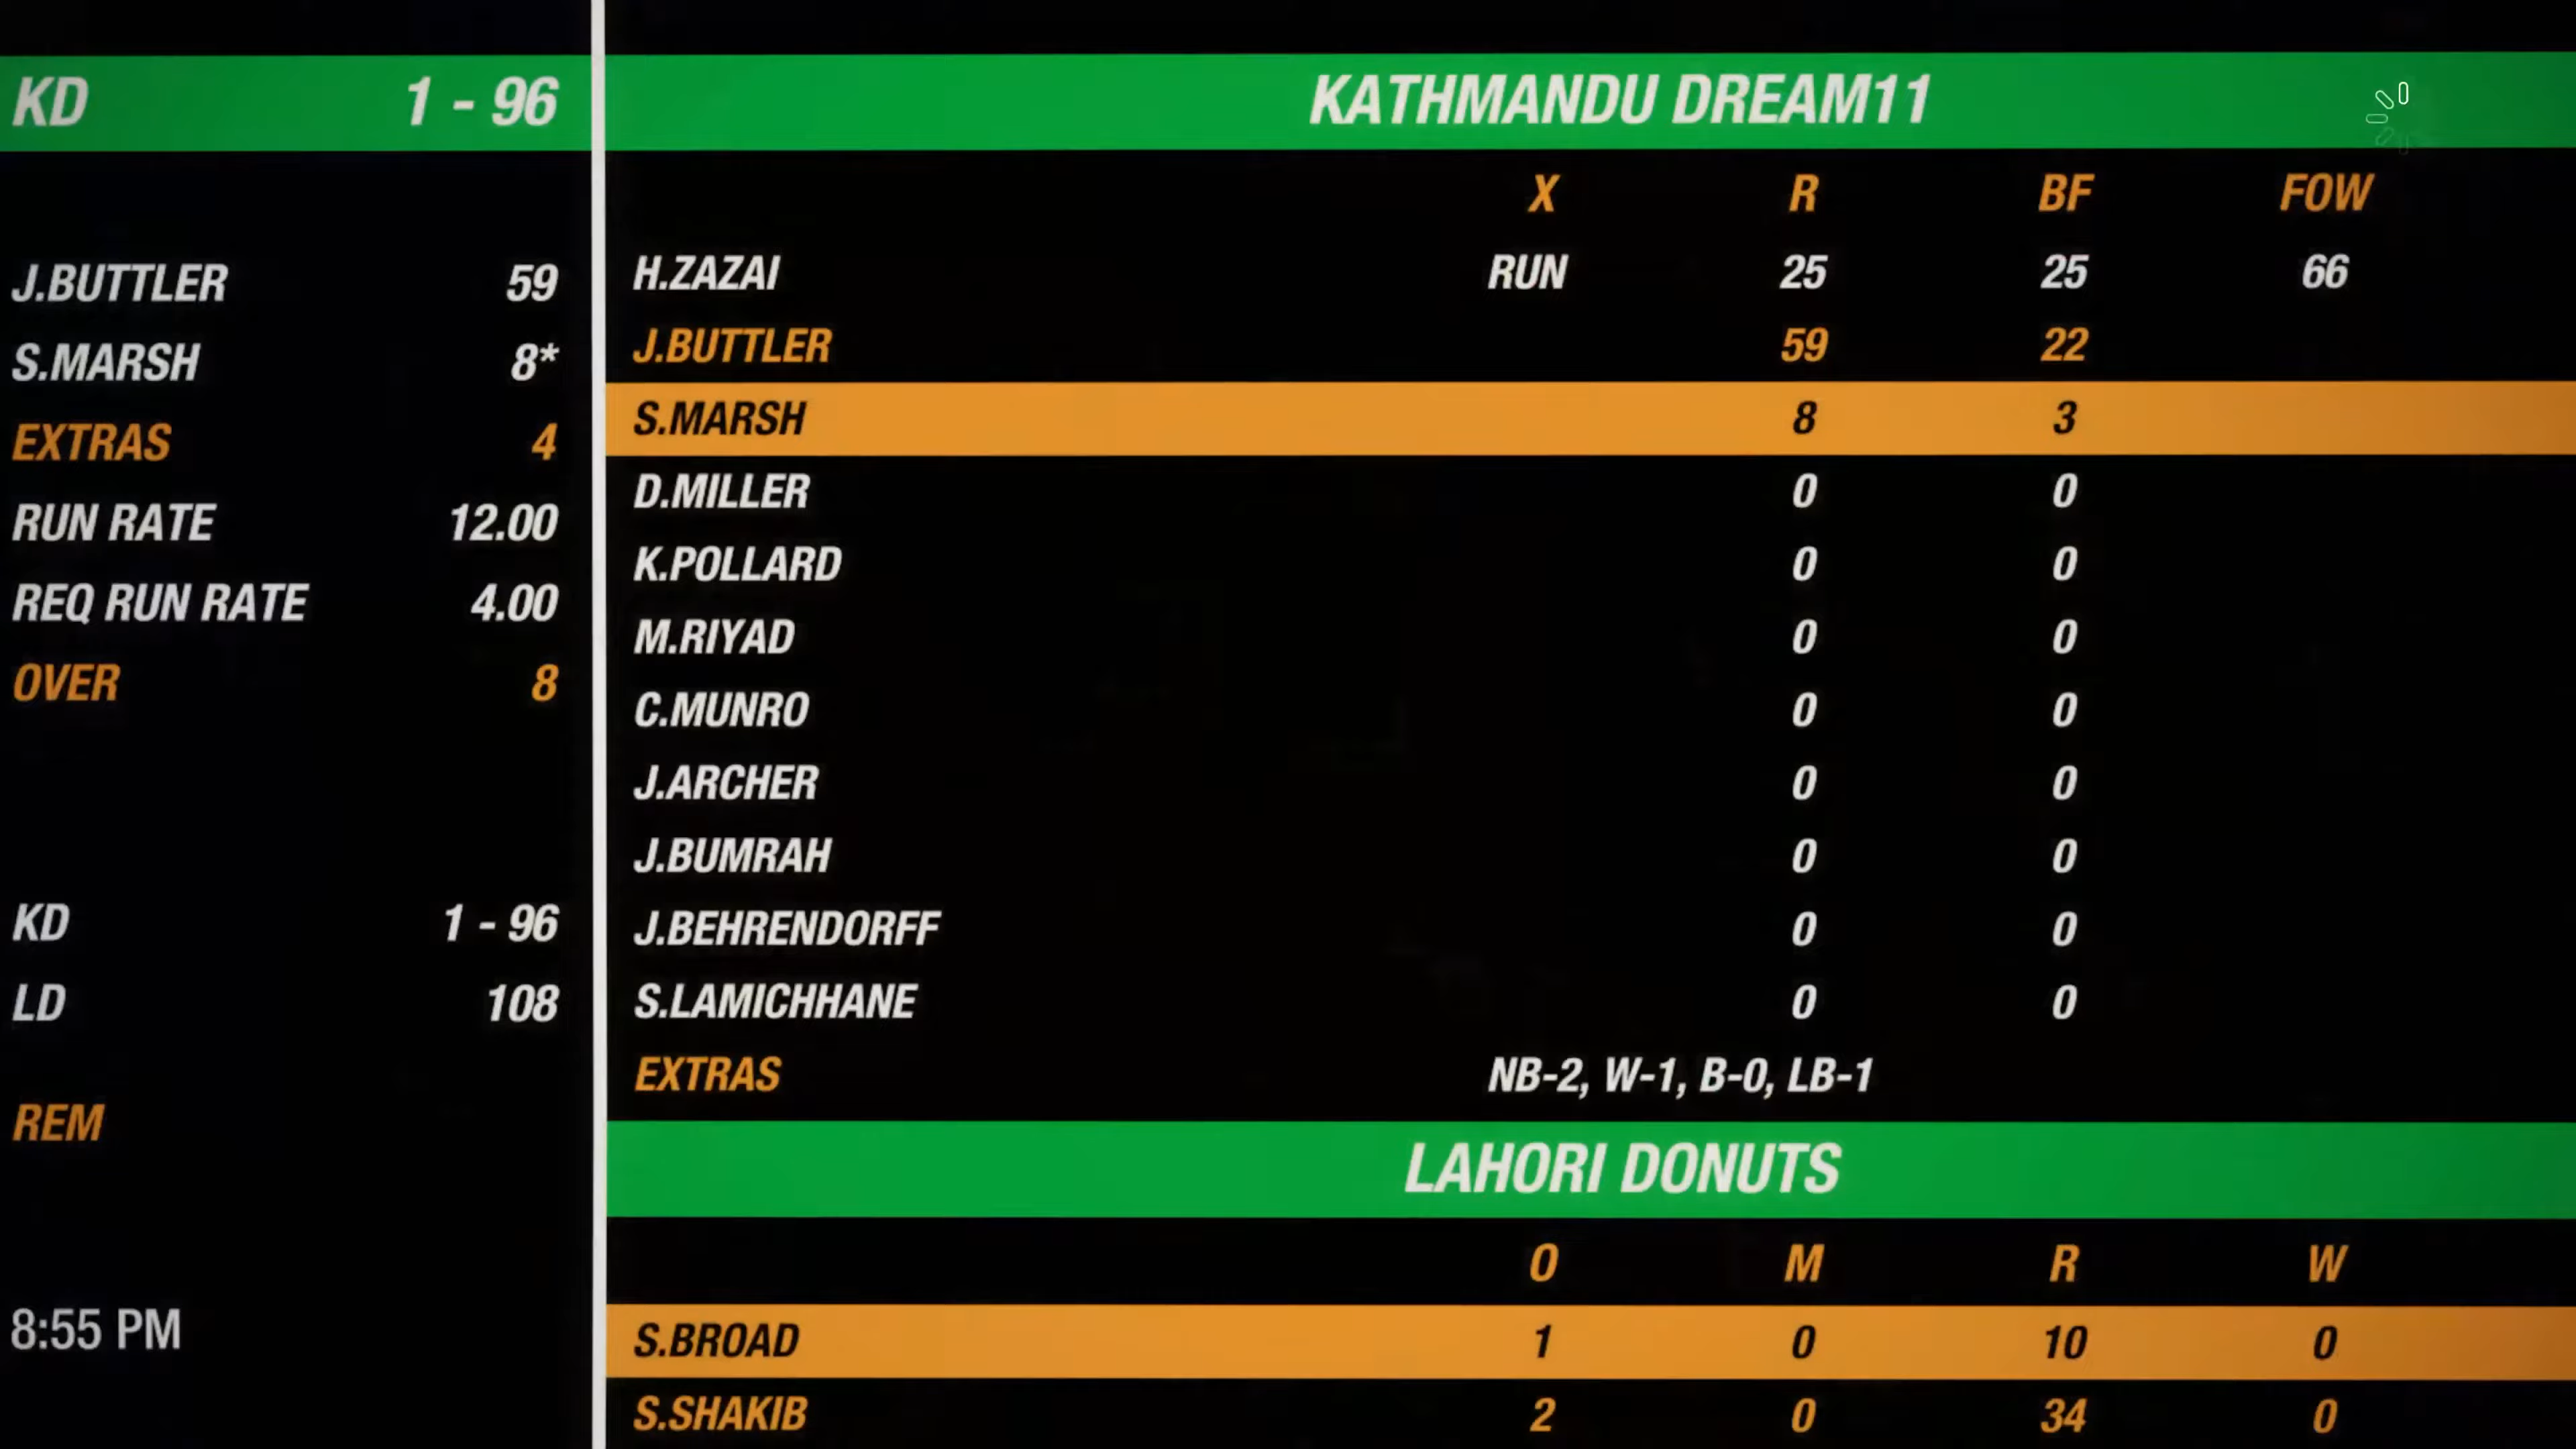 KD 1 - 96
J.BUTTLER 59
S.MARSH 8*
EXTRAS 4
RUN RATE 12.00
REQ RUN RATE 4.00
OVER 8
KD 1 - 96
LD 108
REM
8:55 PM
KATHMANDU DREAM11
X R BF FOW
H.ZAZAI RUN 25 25 66
J.BUTTLER 59 22
S.MARSH 8 3
D.MILLER 0 0
K.POLLARD 0 0
M.RIYAD 0 0
C.MUNRO 0 0
J.ARCHER 0 0
J.BUMRAH 0 0
J.BEHRENDORFF 0 0
S.LAMICHHANE 0 0
EXTRAS NB-2, W-1, B-0, LB-1
LAHORI DONUTS
O M R W
S.BROAD 1 0 10 0
S.SHAKIB 2 0 34 0